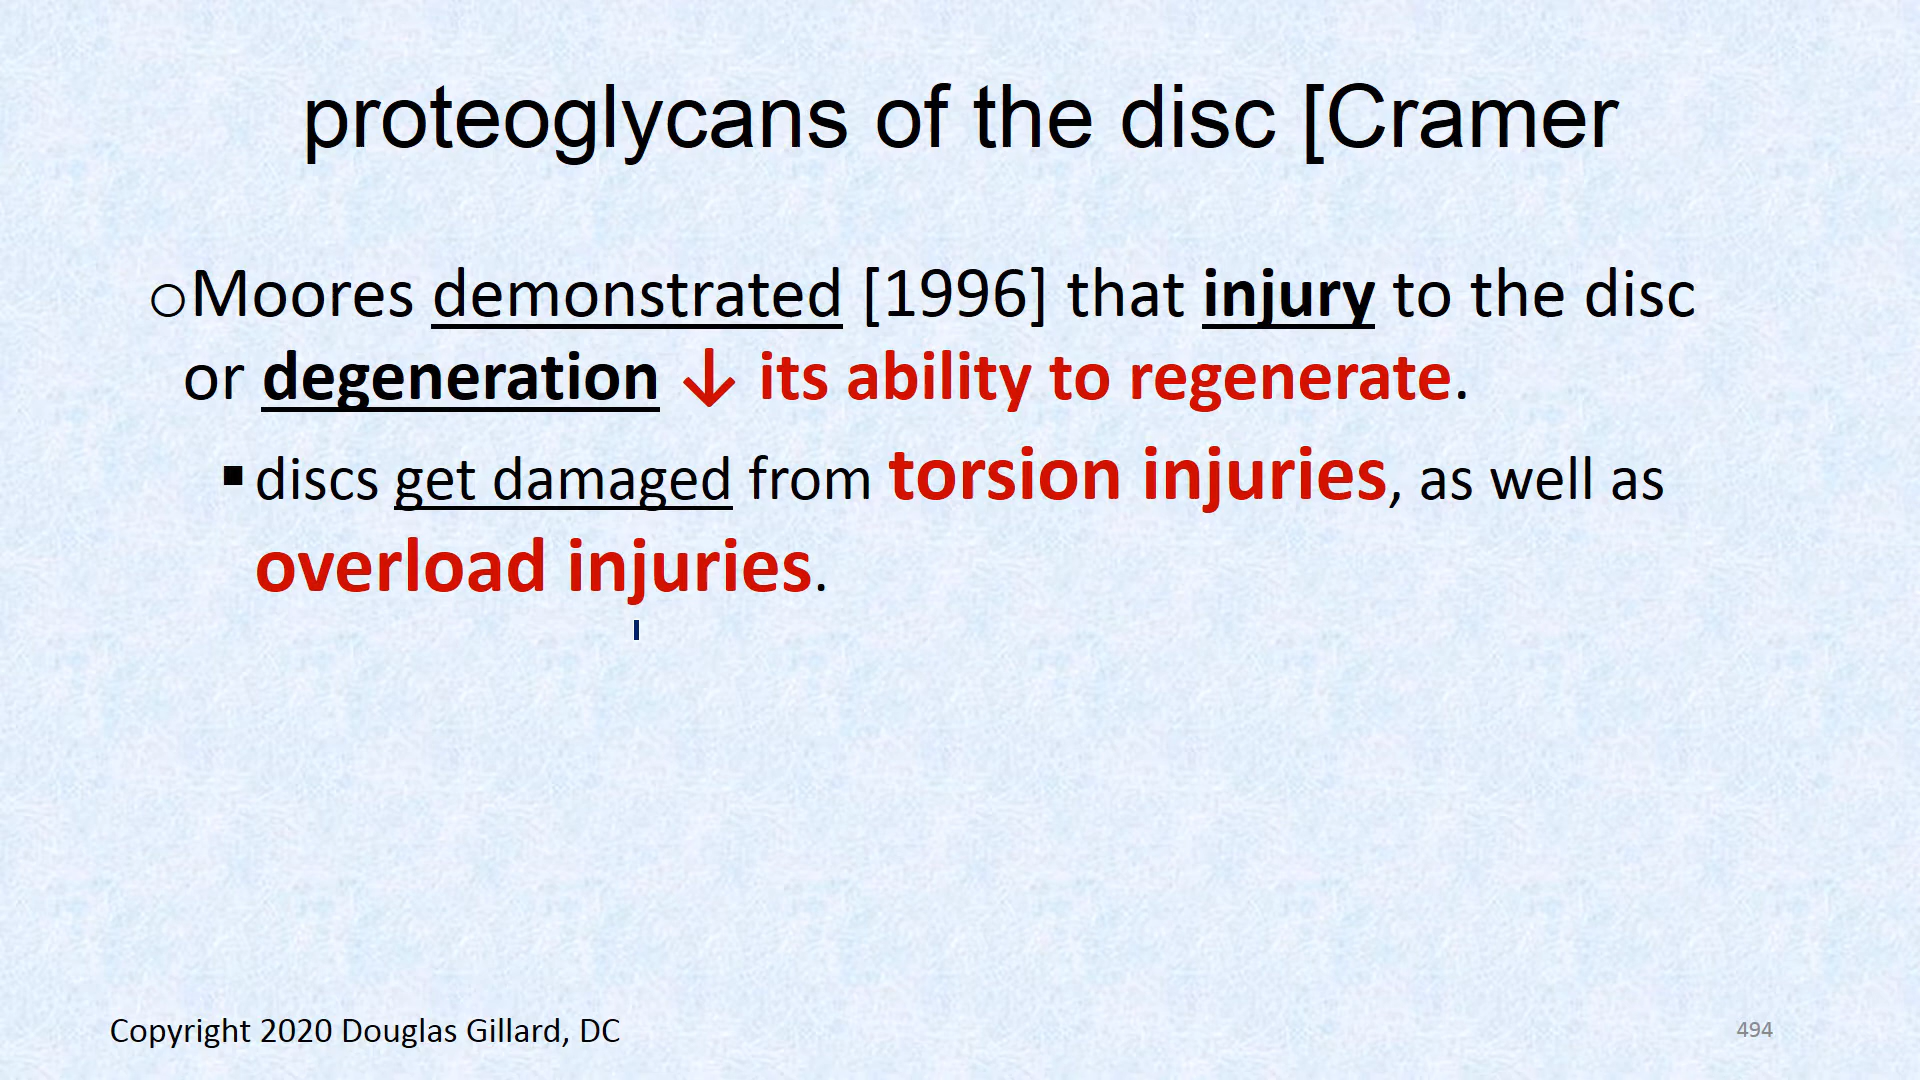 proteoglycans of the disc [Cramer
○Moores demonstrated [1996] that injury to the disc
or degeneration ↓ its ability to regenerate.
▪discs get damaged from torsion injuries, as well as
overload injuries.
Copyright 2020 Douglas Gillard, DC
494